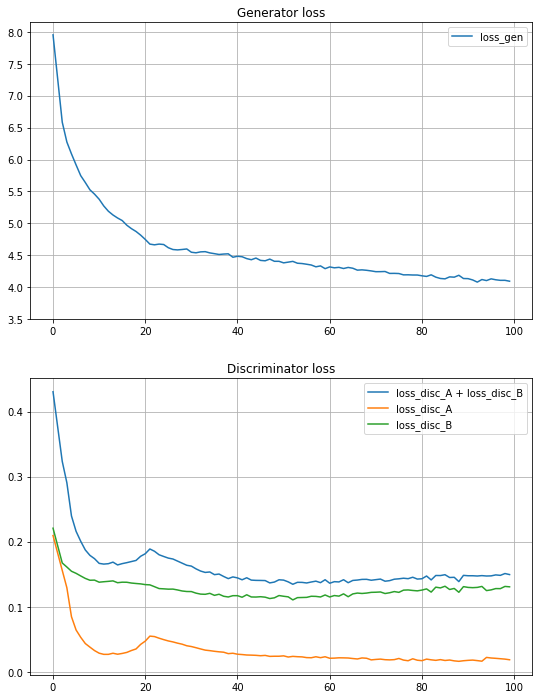 Generator loss
loss_gen
8.0
7.5
7.0
6.5
6.0
5.5
5.0
4.5
4.0
3.5
0 20 40 60 80 100
Discriminator loss
loss_disc_A + loss_disc_B
loss_disc_A
loss_disc_B
0.4
0.3
0.2
0.1
0.0
0 20 40 60 80 100